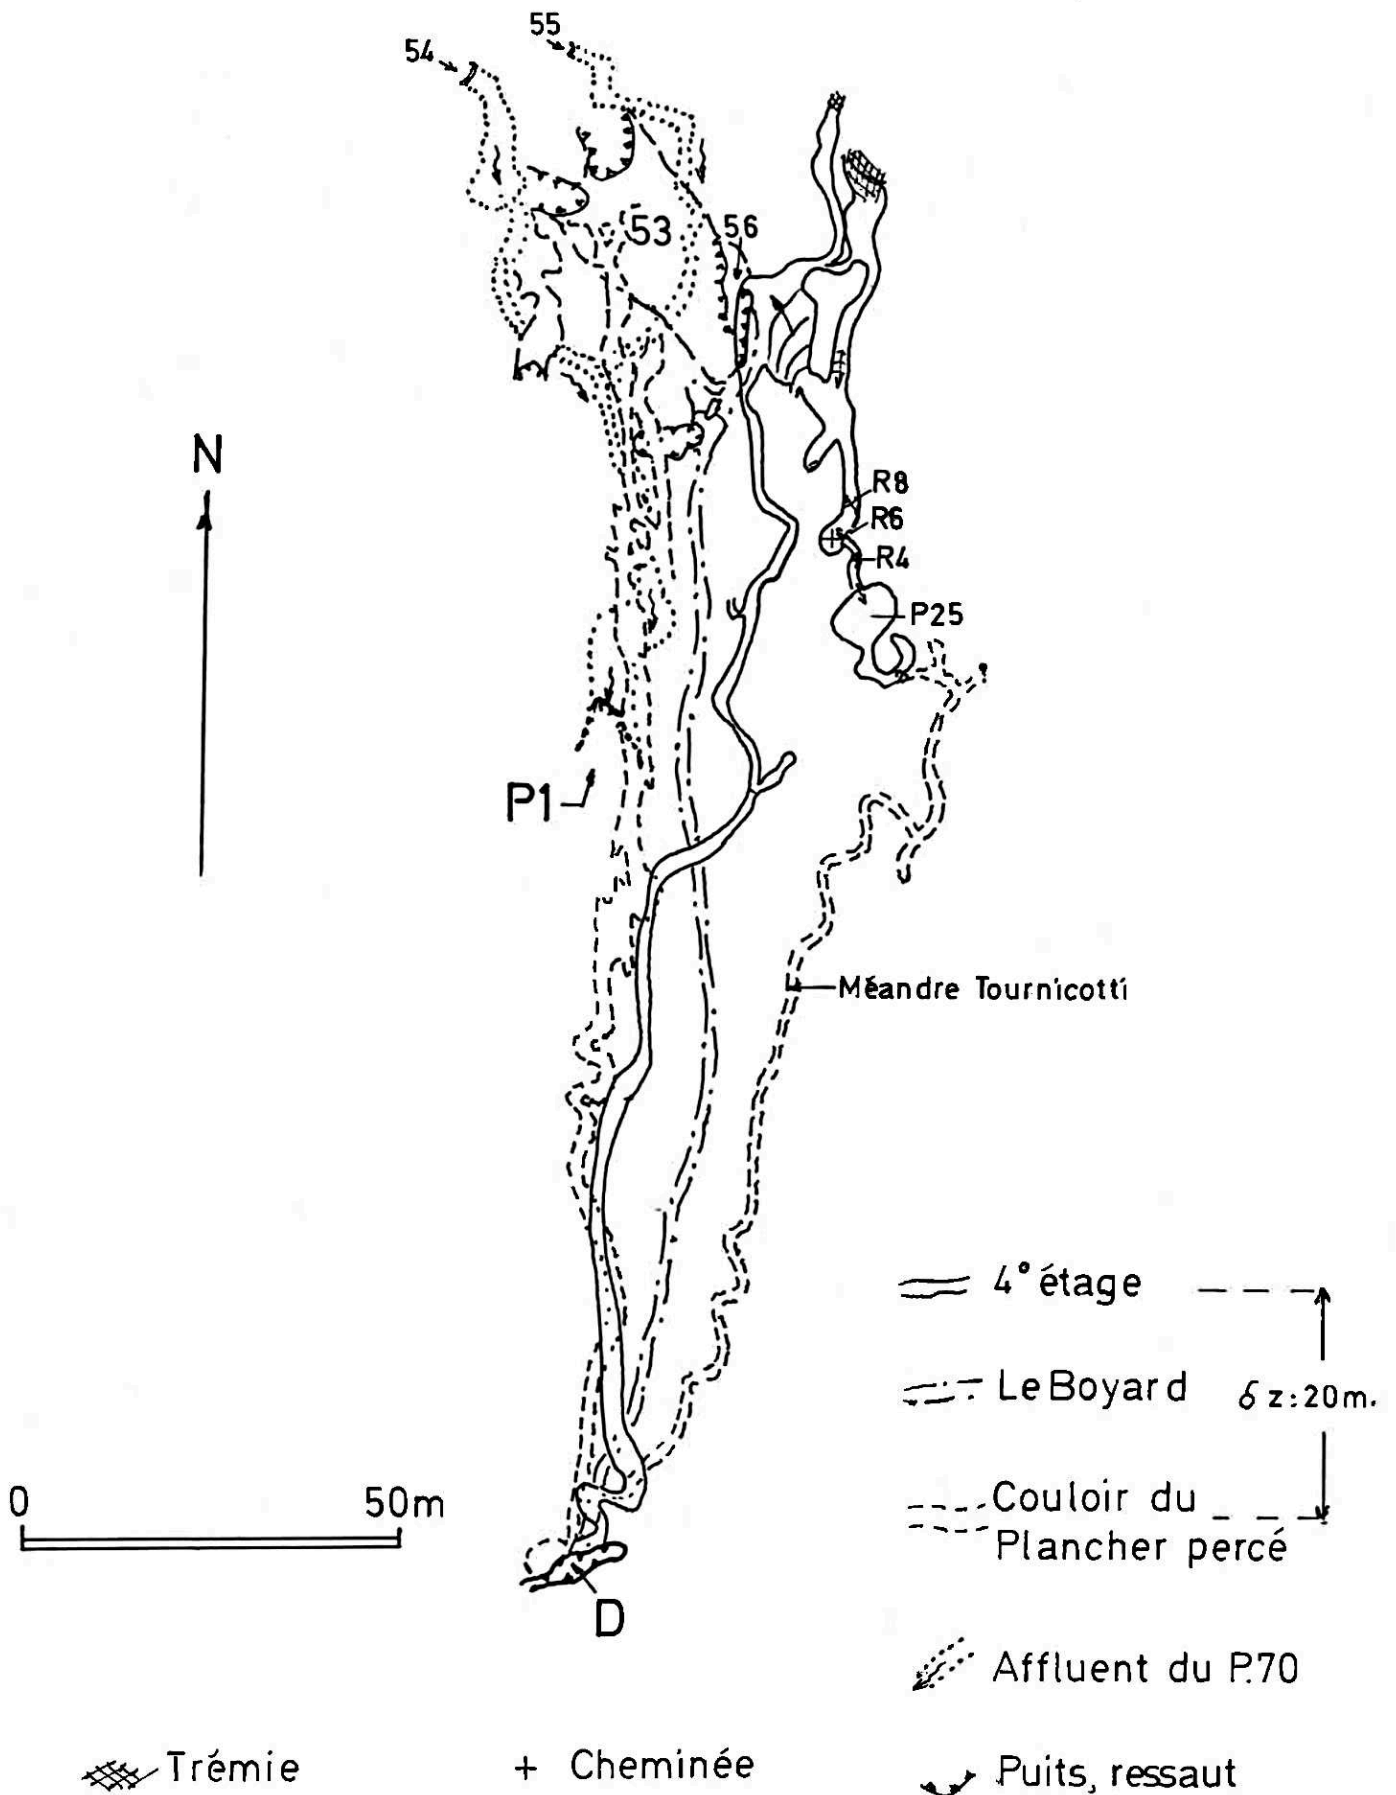 55
54
53
56
N
R8
R6
R4
P25
P1
Méandre Tournicotti
4° étage
Le Boyard
δz:20m.
0
50m
Couloir du
Plancher percé
D
Affluent du P.70
Trémie
+ Cheminée
Puits, ressaut